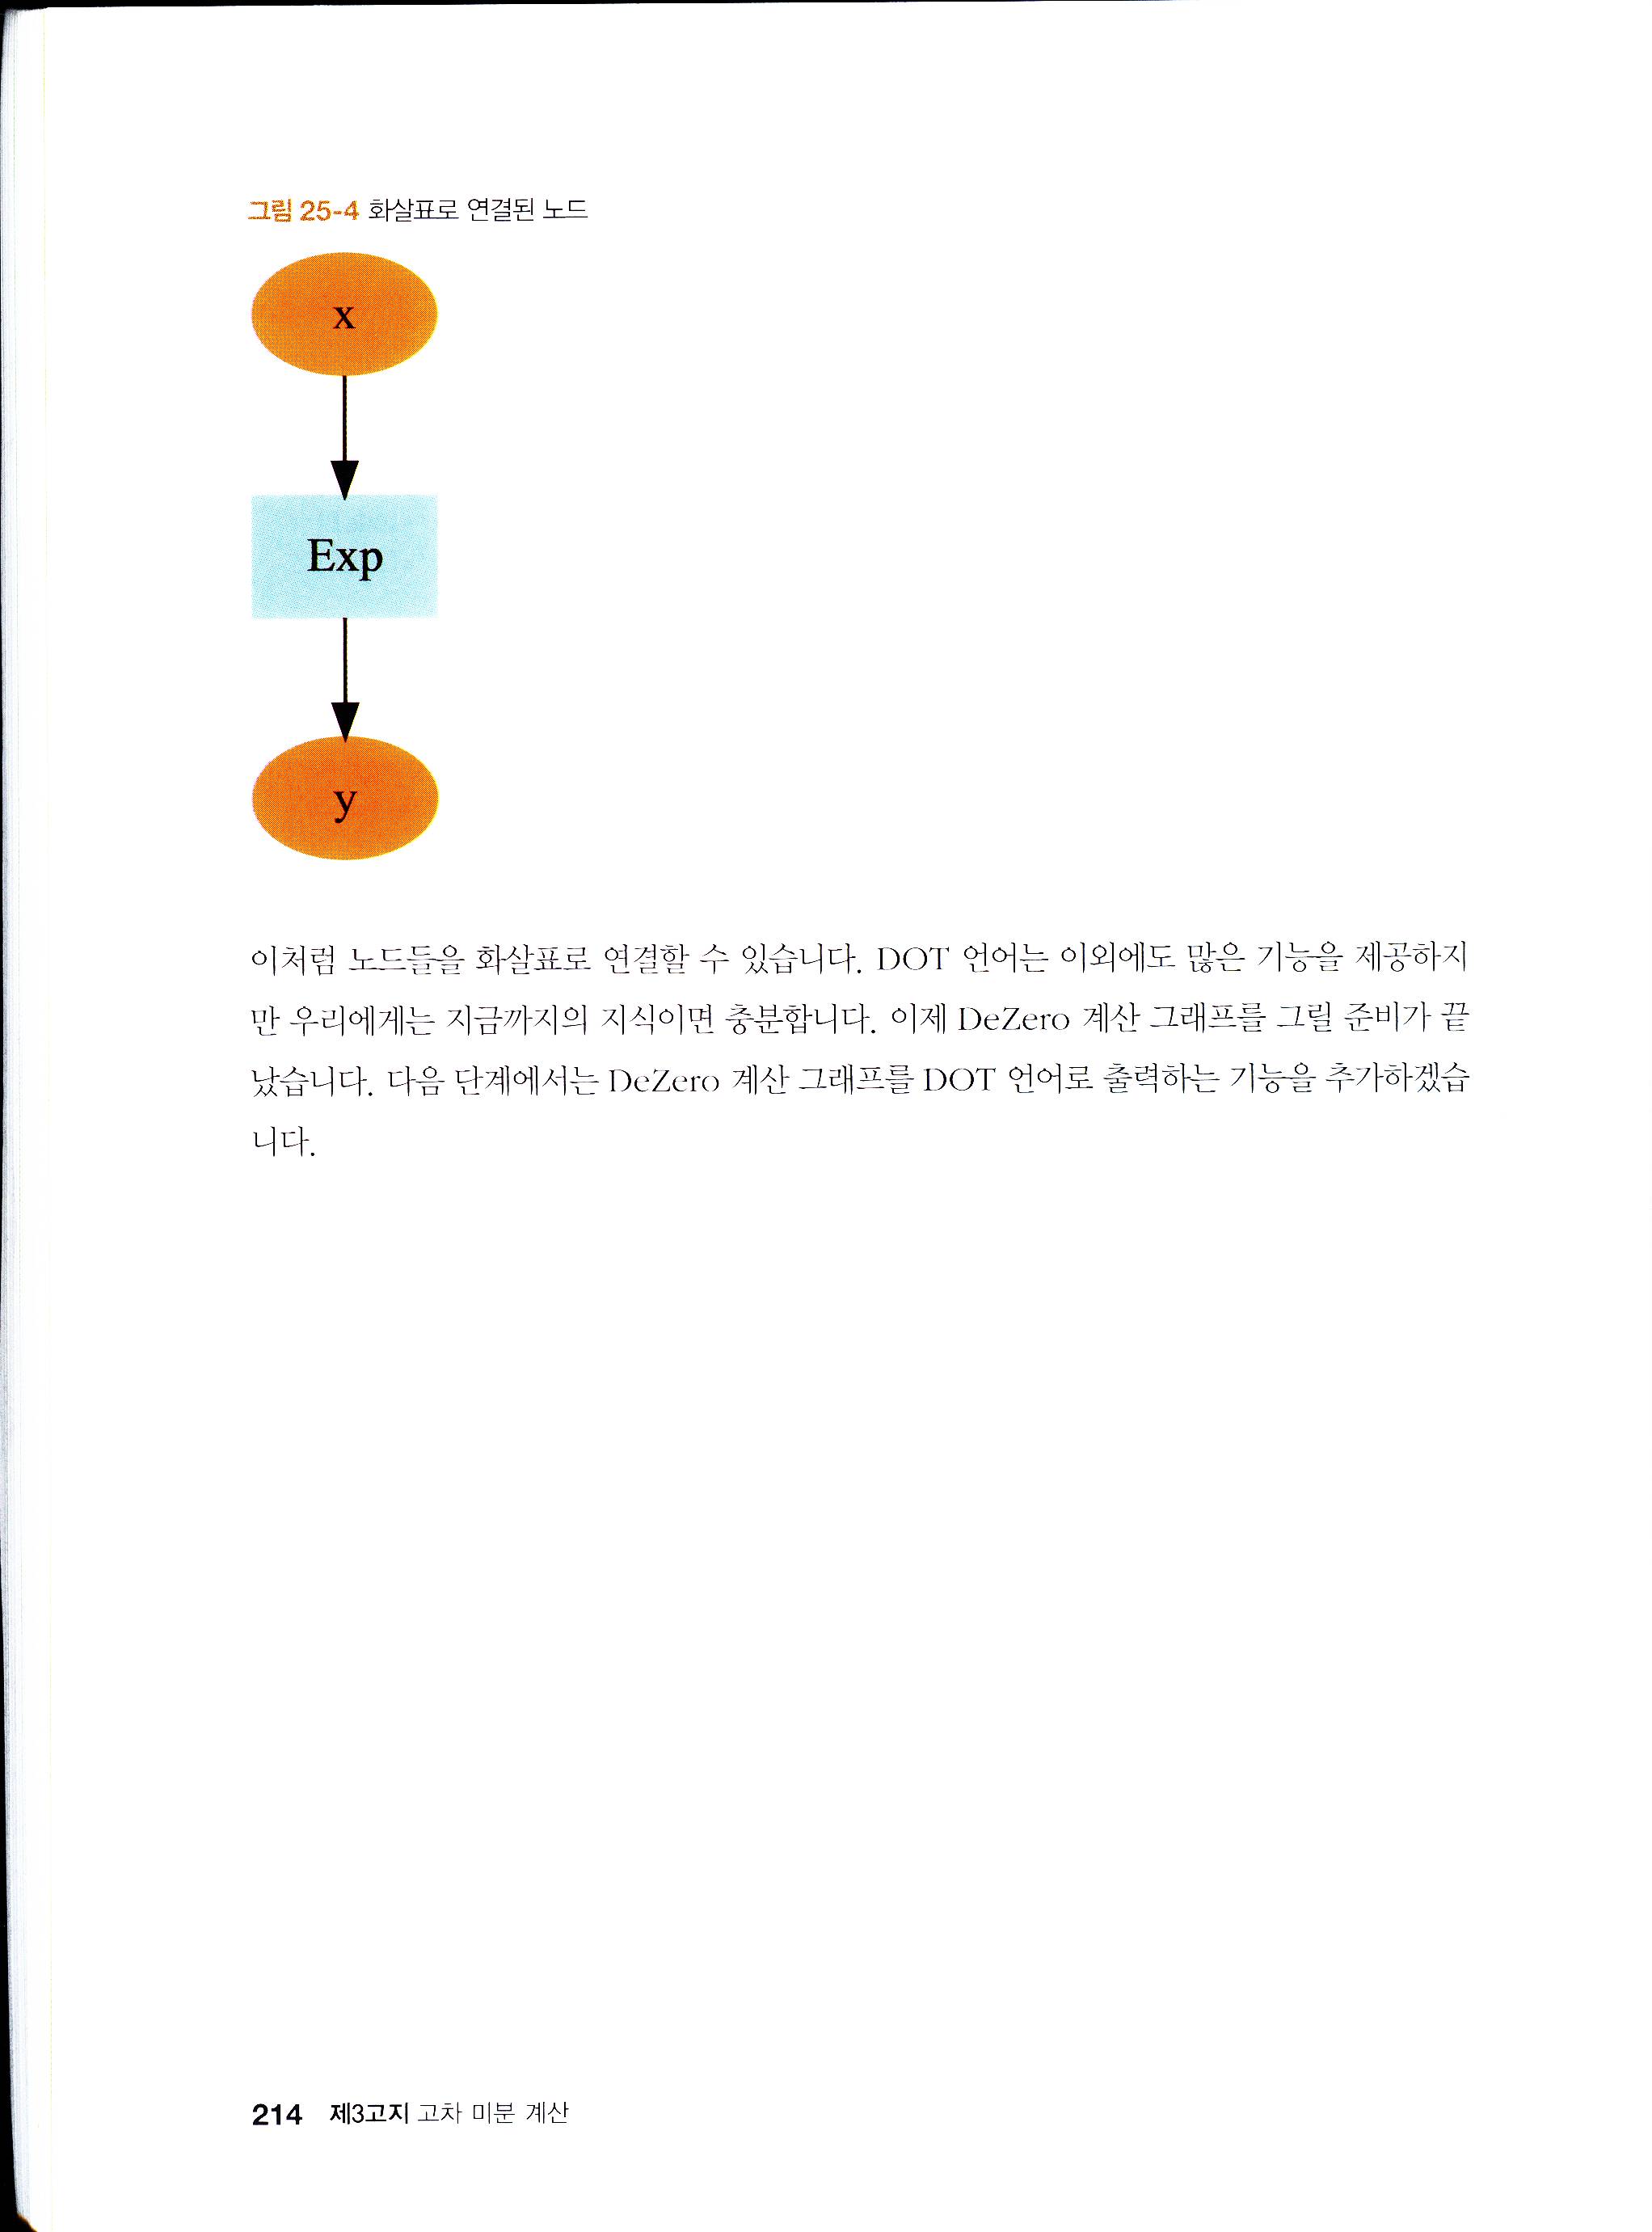 그림 25-4 화살표로 연결된 노드
x
Exp
y
이처럼 노드들을 화살표로 연결할 수 있습니다. DOT 언어는 이외에도 많은 기능을 제공하지
만 우리에게는 지금까지의 지식이면 충분합니다. 이제 DeZero 계산 그래프를 그릴 준비가 끝
났습니다. 다음 단계에서는 DeZero 계산 그래프를 DOT 언어로 출력하는 기능을 추가하겠습
니다.
214 제3고지 고차 미분 계산